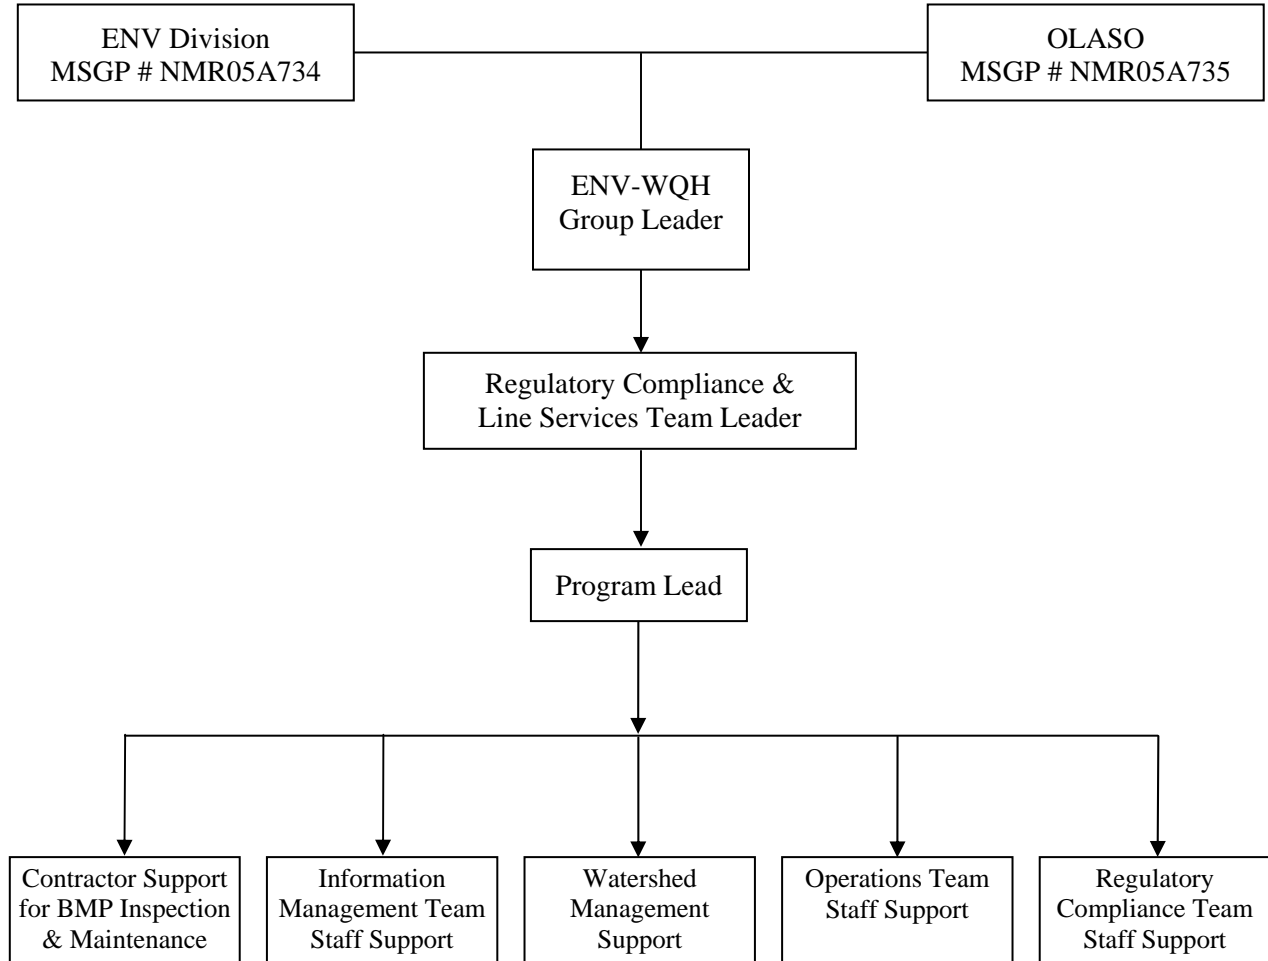 ENV Division
MSGP # NMR05A734
OLASO
MSGP # NMR05A735
ENV-WQH
Group Leader
Regulatory Compliance &
Line Services Team Leader
Program Lead
Contractor Support
for BMP Inspection
& Maintenance
Information
Management Team
Staff Support
Watershed
Management
Support
Operations Team
Staff Support
Regulatory
Compliance Team
Staff Support